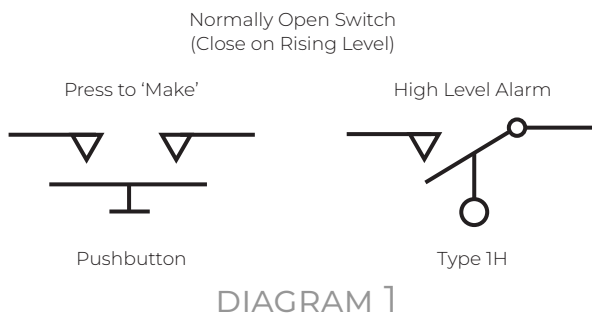 Normally Open Switch
(Close on Rising Level)
Press to ‘Make’
High Level Alarm
Pushbutton
Type 1H
DIAGRAM 1